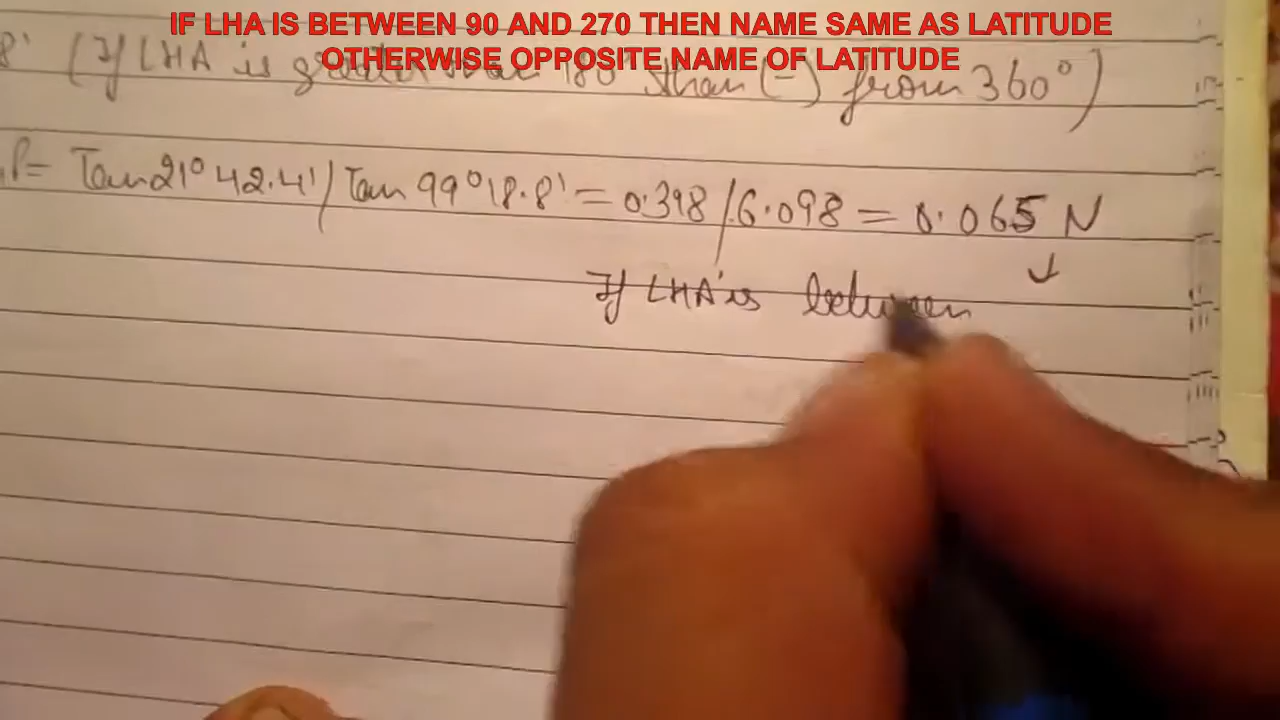 IF LHA IS BETWEEN 90 AND 270 THEN NAME SAME AS LATITUDE
OTHERWISE OPPOSITE NAME OF LATITUDE
8' (If LHA is greater than 180° than (-) from 360°)
P= Tan 21° 42.4' / Tan 99° 18.8' = 0.398 / 6.098 = 0.065 N
If LHA is between